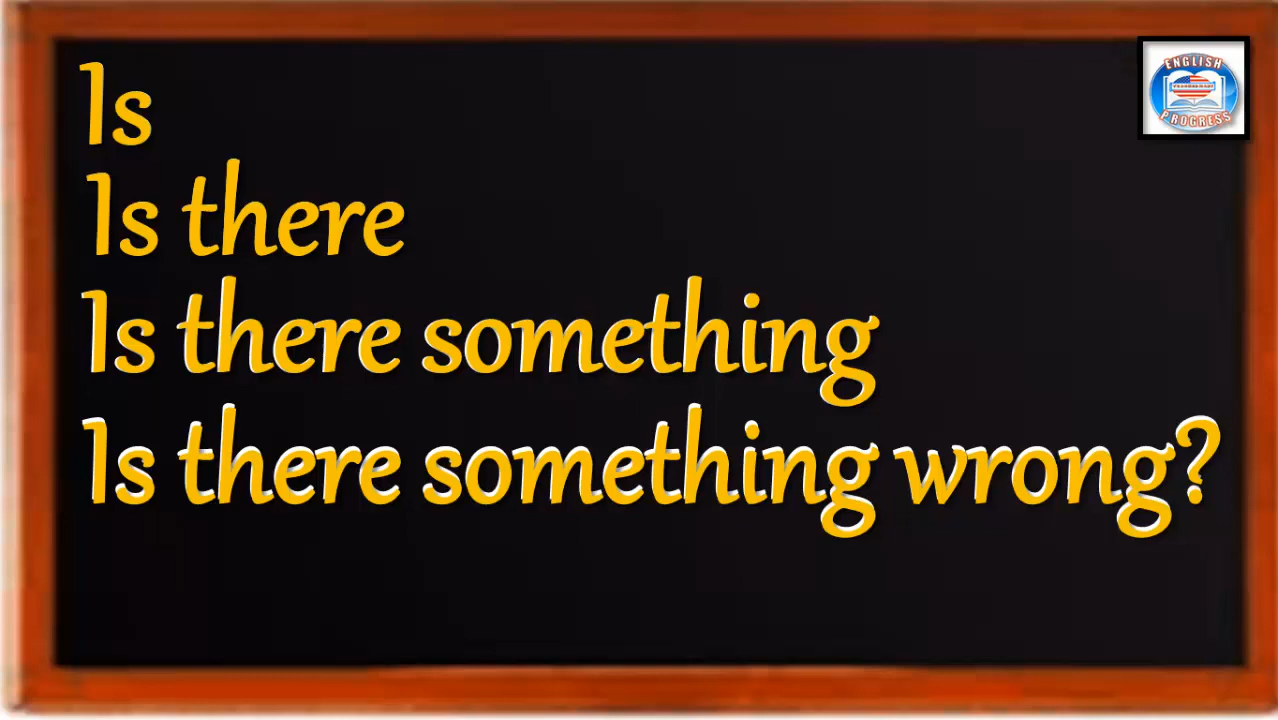 Is
Is there
Is there something
Is there something wrong?
ENGLISH
PROGRESS